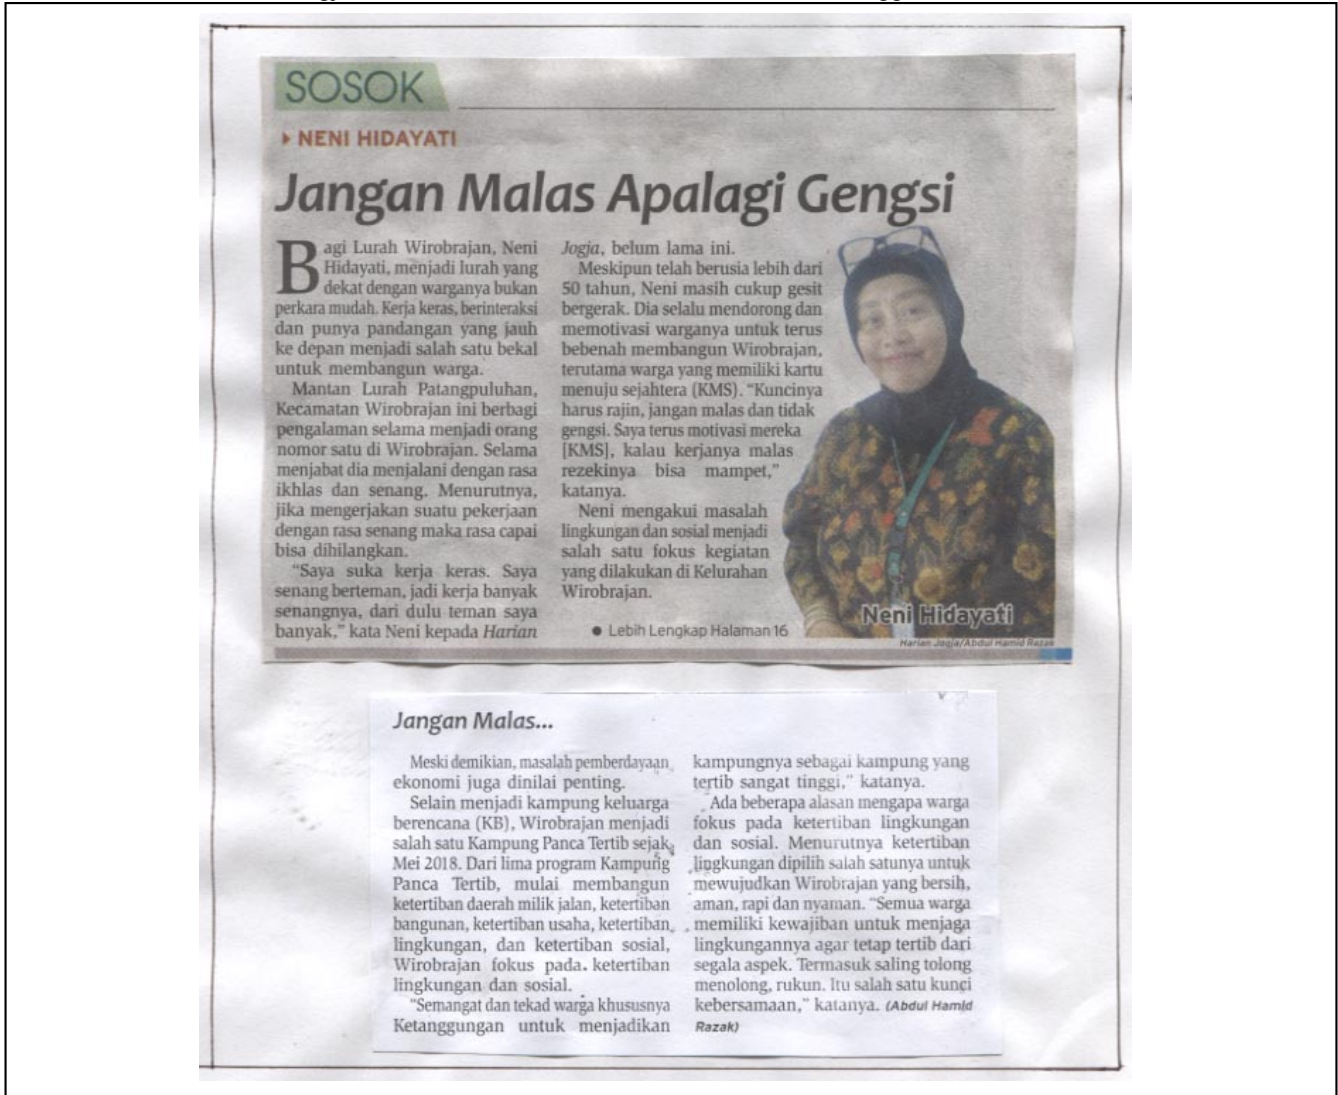 SOSOK
NENI HIDAYATI
Jangan Malas Apalagi Gengsi
Bagi Lurah Wirobrajan, Neni
Hidayati, menjadi lurah yang
dekat dengan warganya bukan
perkara mudah. Kerja keras, berinteraksi
dan punya pandangan yang jauh
ke depan menjadi salah satu bekal
untuk membangun warga.
Mantan Lurah Patangpuluhan,
Kecamatan Wirobrajan ini berbagi
pengalaman selama menjadi orang
nomor satu di Wirobrajan. Selama
menjabat dia menjalani dengan rasa
ikhlas dan senang. Menurutnya,
jika mengerjakan suatu pekerjaan
dengan rasa senang maka rasa capai
bisa dihilangkan.
"Saya suka kerja keras. Saya
senang berteman, jadi kerja banyak
senangnya, dari dulu teman saya
banyak," kata Neni kepada Harian
Jogja, belum lama ini.
Meskipun telah berusia lebih dari
50 tahun, Neni masih cukup gesit
bergerak. Dia selalu mendorong dan
memotivasi warganya untuk terus
bebenah membangun Wirobrajan,
terutama warga yang memiliki kartu
menuju sejahtera (KMS). "Kuncinya
harus rajin, jangan malas dan tidak
gengsi. Saya terus motivasi mereka
[KMS], kalau kerjanya malas
rezekinya bisa mampet,"
katanya.
Neni mengakui masalah
lingkungan dan sosial menjadi
salah satu fokus kegiatan
yang dilakukan di Kelurahan
Wirobrajan.
● Lebih Lengkap Halaman 16
Neni Hidayati
Harian Jogja/Abdul Hamid Razak
Jangan Malas...
Meski demikian, masalah pemberdayaan
ekonomi juga dinilai penting.
Selain menjadi kampung keluarga
berencana (KB), Wirobrajan menjadi
salah satu Kampung Panca Tertib sejak
Mei 2018. Dari lima program Kampung
Panca Tertib, mulai membangun
ketertiban daerah milik jalan, ketertiban
bangunan, ketertiban usaha, ketertiban
lingkungan, dan ketertiban sosial,
Wirobrajan fokus pada ketertiban
lingkungan dan sosial.
"Semangat dan tekad warga khususnya
Ketanggungan untuk menjadikan
kampungnya sebagai kampung yang
tertib sangat tinggi," katanya.
Ada beberapa alasan mengapa warga
fokus pada ketertiban lingkungan
dan sosial. Menurutnya ketertiban
lingkungan dipilih salah satunya untuk
mewujudkan Wirobrajan yang bersih,
aman, rapi dan nyaman. "Semua warga
memiliki kewajiban untuk menjaga
lingkungannya agar tetap tertib dari
segala aspek. Termasuk saling tolong
menolong, rukun. Itu salah satu kunci
kebersamaan," katanya. (Abdul Hamid
Razak)